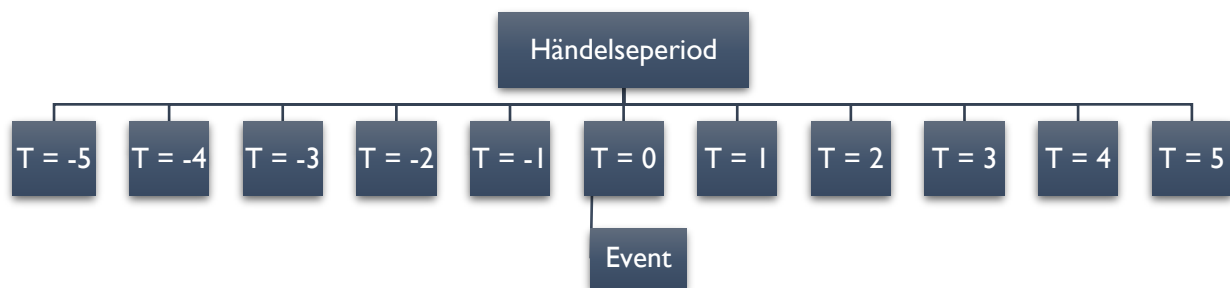 Händelseperiod
T = -5 T = -4 T = -3 T = -2 T = -1 T = 0 T = 1 T = 2 T = 3 T = 4 T = 5
Event